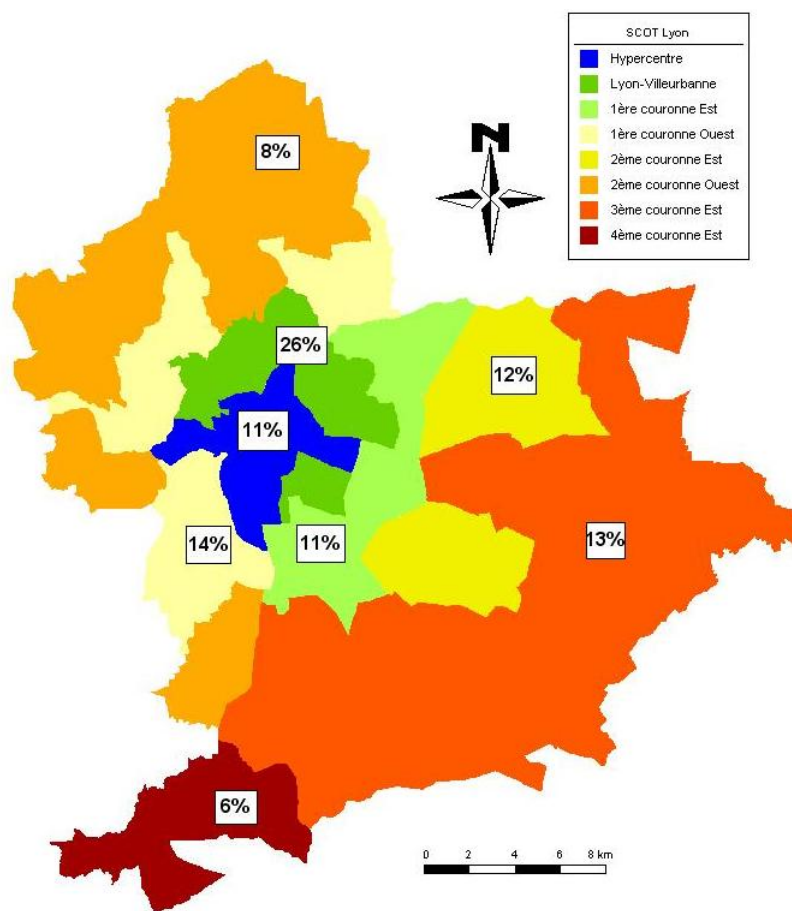 SCOT Lyon
Hypercentre
Lyon-Villeurbanne
1ère couronne Est
1ère couronne Ouest
2ème couronne Est
2ème couronne Ouest
3ème couronne Est
4ème couronne Est
N
8%
26%
12%
11%
14%
11%
13%
6%
0 2 4 6 8 km